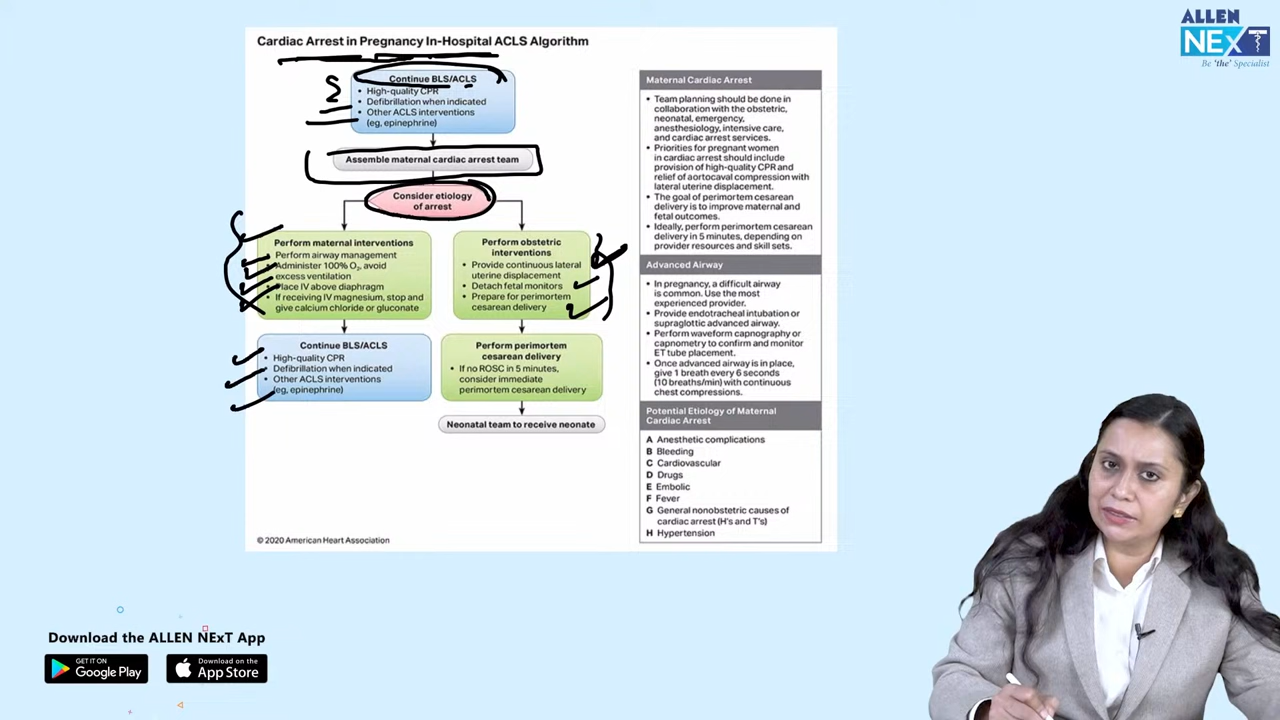 Cardiac Arrest in Pregnancy In-Hospital ACLS Algorithm
Continue BLS/ACLS
• High-quality CPR
• Defibrillation when indicated
• Other ACLS interventions
(eg, epinephrine)
Assemble maternal cardiac arrest team
Consider etiology
of arrest
Perform maternal interventions
• Perform airway management
• Administer 100% O₂, avoid
excess ventilation
• Place IV above diaphragm
• If receiving IV magnesium, stop and
give calcium chloride or gluconate
Continue BLS/ACLS
• High-quality CPR
• Defibrillation when indicated
• Other ACLS interventions
(eg, epinephrine)
Perform obstetric
interventions
• Provide continuous lateral
uterine displacement
• Detach fetal monitors
• Prepare for perimortem
cesarean delivery
Perform perimortem
cesarean delivery
• If no ROSC in 5 minutes,
consider immediate
perimortem cesarean delivery
Neonatal team to receive neonate
© 2020 American Heart Association
Maternal Cardiac Arrest
• Team planning should be done in
collaboration with the obstetric,
neonatal, emergency,
anesthesiology, intensive care,
and cardiac arrest services.
• Priorities for pregnant women
in cardiac arrest should include
provision of high-quality CPR and
relief of aortocaval compression with
lateral uterine displacement.
• The goal of perimortem cesarean
delivery is to improve maternal and
fetal outcomes.
• Ideally, perform perimortem cesarean
delivery in 5 minutes, depending on
provider resources and skill sets.
Advanced Airway
• In pregnancy, a difficult airway
is common. Use the most
experienced provider.
• Provide endotracheal intubation or
supraglottic advanced airway.
• Perform waveform capnography or
capnometry to confirm and monitor
ET tube placement.
• Once advanced airway is in place,
give 1 breath every 6 seconds
(10 breaths/min) with continuous
chest compressions.
Potential Etiology of Maternal
Cardiac Arrest
A Anesthetic complications
B Bleeding
C Cardiovascular
D Drugs
E Embolic
F Fever
G General nonobstetric causes of
cardiac arrest (H's and T's)
H Hypertension
ALLEN
NEXT
Be 'the' Specialist
Download the ALLEN NExT App
GET IT ON
Google Play
Download on the
App Store